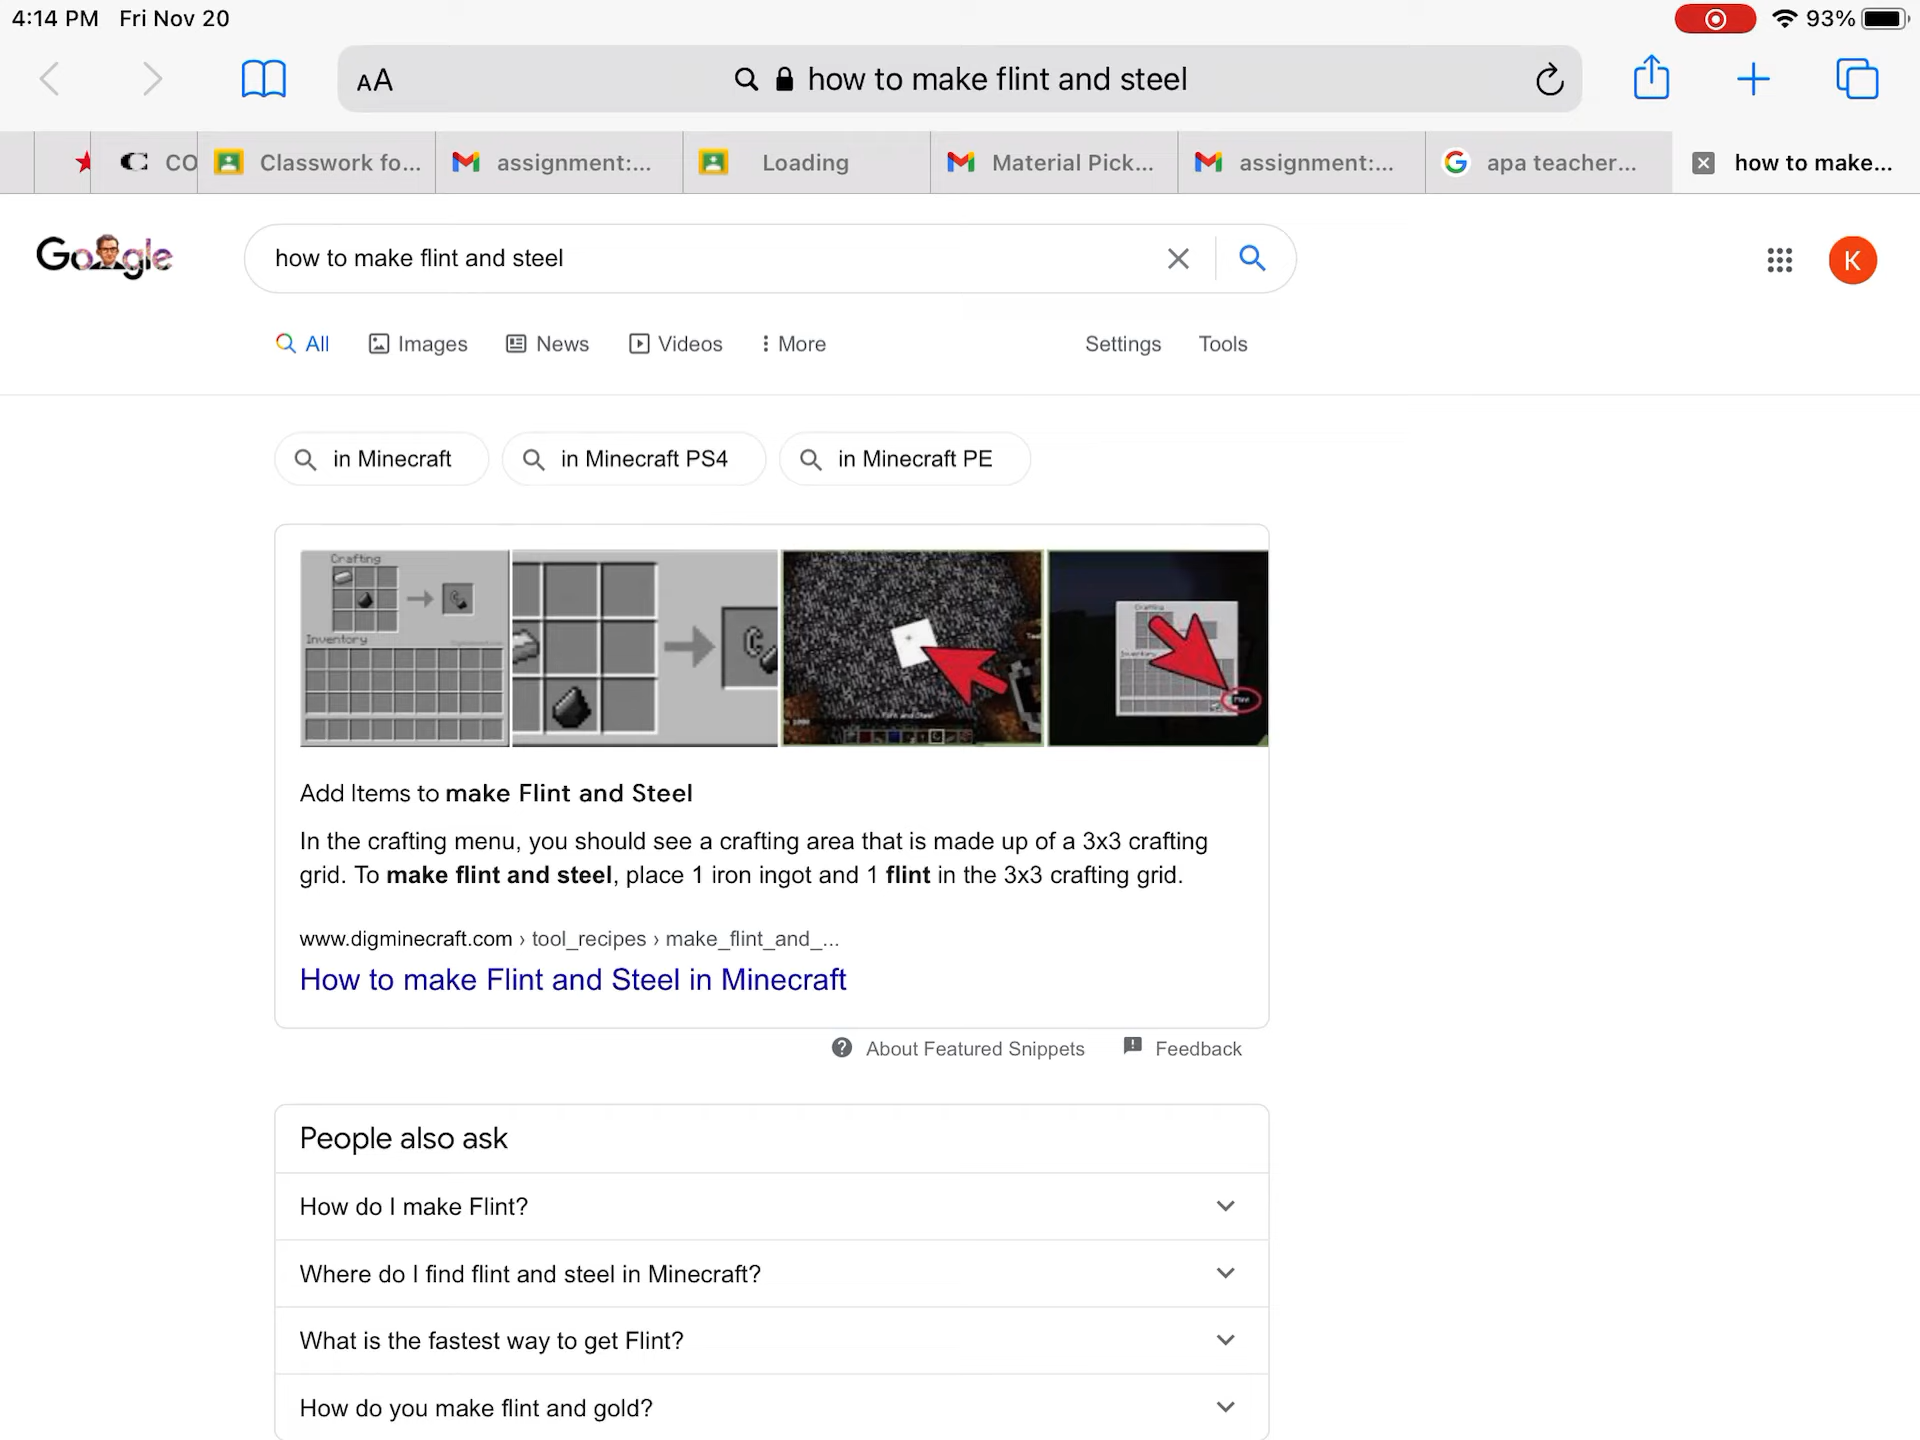 4:14 PM Fri Nov 20
93%
AA how to make flint and steel
CO Classwork fo... assignment:... Loading Material Pick... assignment:... apa teacher... how to make...
Google how to make flint and steel K
All Images News Videos More Settings Tools
in Minecraft in Minecraft PS4 in Minecraft PE
Crafting
Inventory
Crafting
Add Items to make Flint and Steel
In the crafting menu, you should see a crafting area that is made up of a 3x3 crafting
grid. To make flint and steel, place 1 iron ingot and 1 flint in the 3x3 crafting grid.
www.digminecraft.com › tool_recipes › make_flint_and_...
How to make Flint and Steel in Minecraft
About Featured Snippets Feedback
People also ask
How do I make Flint?
Where do I find flint and steel in Minecraft?
What is the fastest way to get Flint?
How do you make flint and gold?